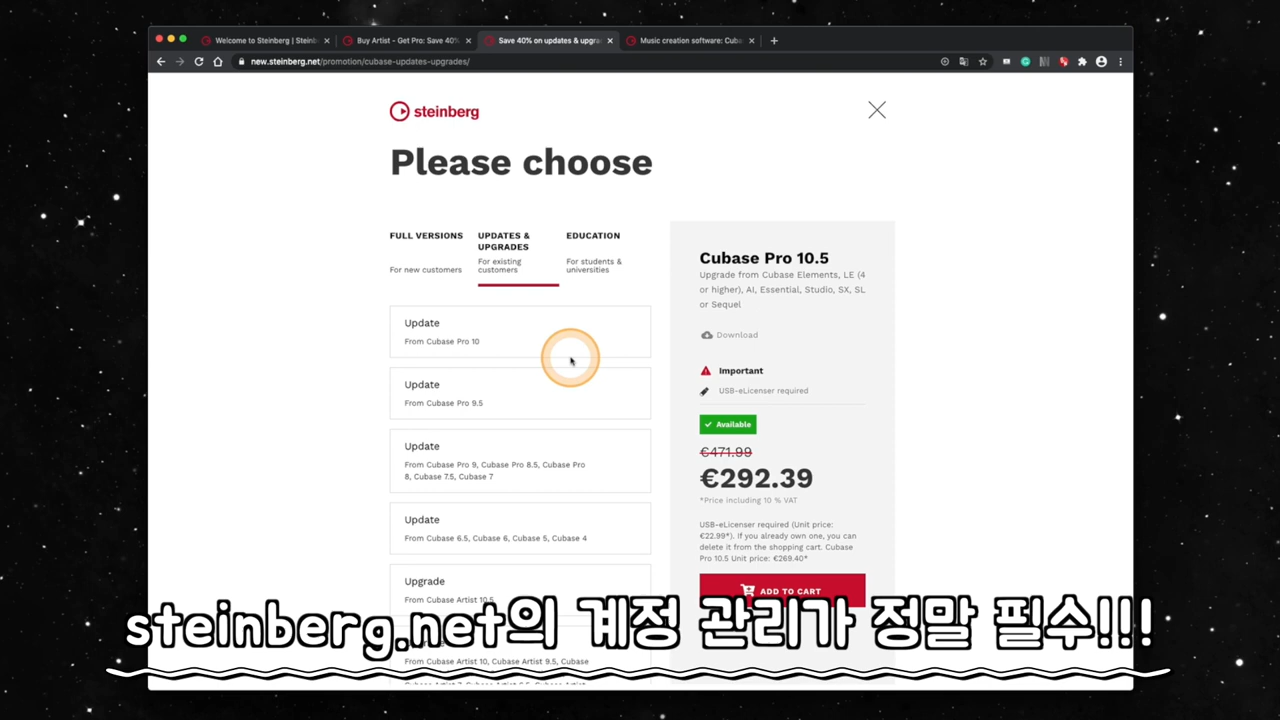 Welcome to Steinberg | Steinb
Buy Artist - Get Pro: Save 40%
Save 40% on updates & upgra
Music creation software: Cuba
new.steinberg.net/promotion/cubase-updates-upgrades/
steinberg
Please choose
FULL VERSIONS
For new customers
UPDATES &
UPGRADES
For existing
customers
EDUCATION
For students &
universities
Update
From Cubase Pro 10
Update
From Cubase Pro 9.5
Update
From Cubase Pro 9, Cubase Pro 8.5, Cubase Pro
8, Cubase 7.5, Cubase 7
Update
From Cubase 6.5, Cubase 6, Cubase 5, Cubase 4
Upgrade
From Cubase Artist 10.5
From Cubase Artist 10, Cubase Artist 9.5, Cubase
Cubase Pro 10.5
Upgrade from Cubase Elements, LE (4
or higher), AI, Essential, Studio, SX, SL
or Sequel
Download
Important
USB-eLicenser required
Available
€471.99
€292.39
*Price including 10 % VAT
USB-eLicenser required (Unit price:
€22.99*). If you already own one, you can
delete it from the shopping cart. Cubase
Pro 10.5 Unit price: €269.40*
ADD TO CART
steinberg.net의 계정 관리가 정말 필수!!!